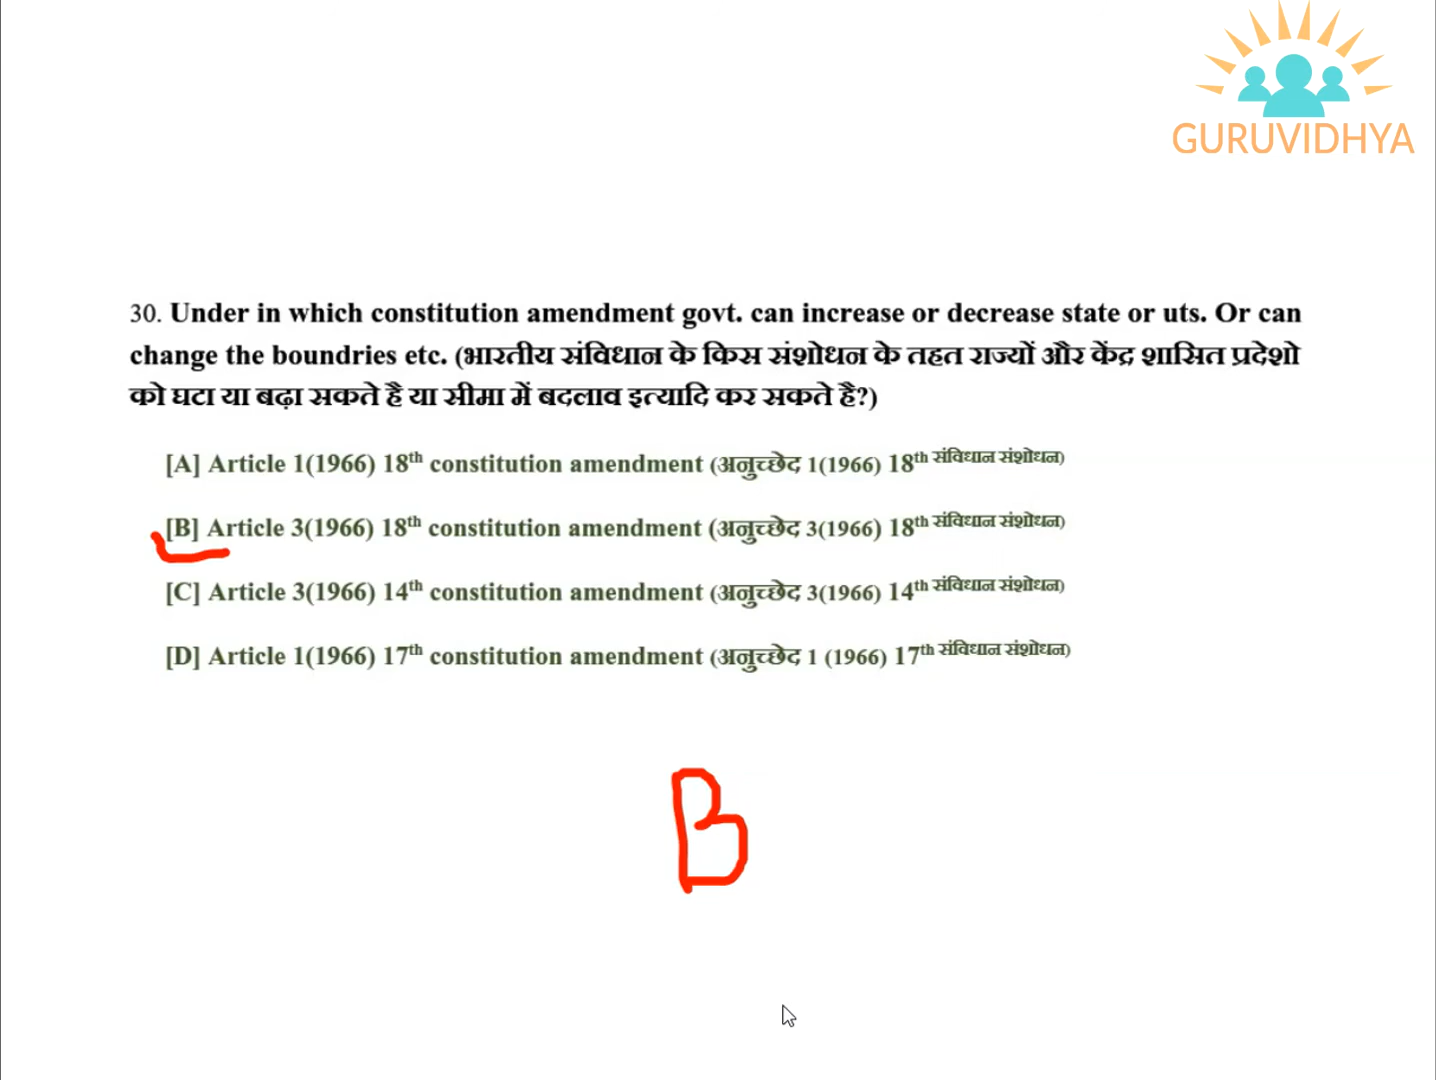 GURUVIDHYA
30. Under in which constitution amendment govt. can increase or decrease state or uts. Or can
change the boundries etc. (भारतीय संविधान के किस संशोधन के तहत राज्यों और केंद्र शासित प्रदेशो
को घटा या बढ़ा सकते है या सीमा में बदलाव इत्यादि कर सकते है?)
[A] Article 1(1966) 18th constitution amendment (अनुच्छेद 1(1966) 18th संविधान संशोधन)
[B] Article 3(1966) 18th constitution amendment (अनुच्छेद 3(1966) 18th संविधान संशोधन)
[C] Article 3(1966) 14th constitution amendment (अनुच्छेद 3(1966) 14th संविधान संशोधन)
[D] Article 1(1966) 17th constitution amendment (अनुच्छेद 1 (1966) 17th संविधान संशोधन)
B